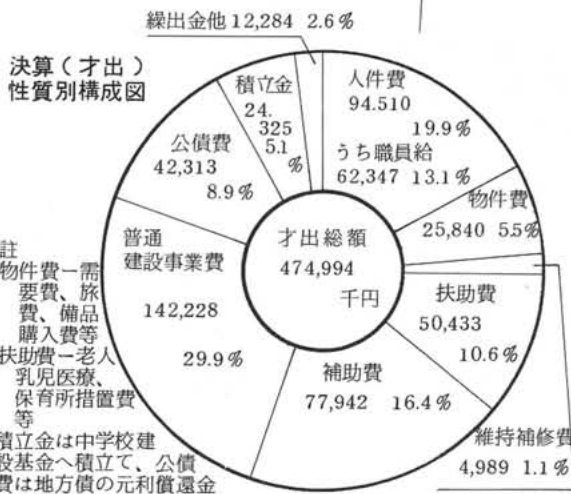 繰出金他 12,284 2.6%
決算(才出)
性質別構成図
積立金
24.
325
5.1
%
人件費
94.510
19.9%
うち職員給
62,347 13.1%
公債費
42,313
8.9%
物件費
25,840 5.5%
普通
建設事業費
142,228
29.9%
才出総額
474,994
千円
扶助費
50,433
10.6%
補助費
77,942 16.4%
維持補修費
4,989 1.1%
註
物件費ー需
要費、旅
費、備品
購入費等
扶助費ー老人
乳児医療、
保育所措置費
等
積立金は中学校建
設基金へ積立て、公債
費は地方債の元利償還金